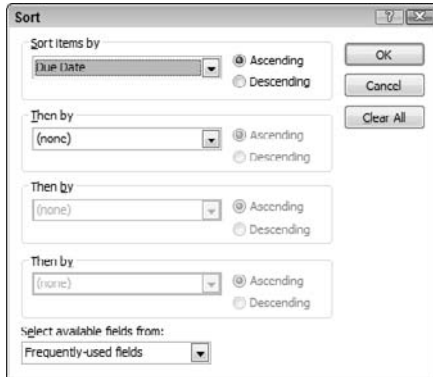 Sort
Sort items by
Due Date
Ascending
Descending
OK
Cancel
Clear All
Then by
(none)
Ascending
Descending
Then by
(none)
Ascending
Descending
Then by
(none)
Ascending
Descending
Select available fields from:
Frequently-used fields